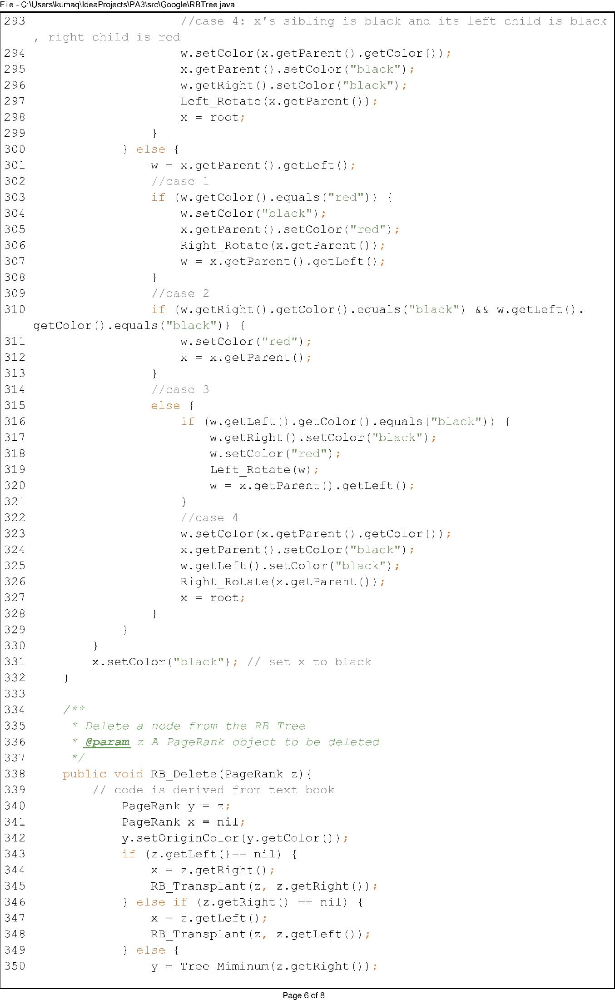 File - C:\Users\kumaq\IdeaProjects\PA3\src\Google\RBTree.java
293                     //case 4: x's sibling is black and its left child is black
, right child is red
294                     w.setColor(x.getParent().getColor());
295                     x.getParent().setColor("black");
296                     w.getRight().setColor("black");
297                     Left_Rotate(x.getParent());
298                     x = root;
299                 }
300             } else {
301                 w = x.getParent().getLeft();
302                 //case 1
303                 if (w.getColor().equals("red")) {
304                     w.setColor("black");
305                     x.getParent().setColor("red");
306                     Right_Rotate(x.getParent());
307                     w = x.getParent().getLeft();
308                 }
309                 //case 2
310                 if (w.getRight().getColor().equals("black") && w.getLeft().
getColor().equals("black")) {
311                     w.setColor("red");
312                     x = x.getParent();
313                 }
314                 //case 3
315                 else {
316                     if (w.getLeft().getColor().equals("black")) {
317                         w.getRight().setColor("black");
318                         w.setColor("red");
319                         Left_Rotate(w);
320                         w = x.getParent().getLeft();
321                     }
322                     //case 4
323                     w.setColor(x.getParent().getColor());
324                     x.getParent().setColor("black");
325                     w.getLeft().setColor("black");
326                     Right_Rotate(x.getParent());
327                     x = root;
328                 }
329             }
330         }
331         x.setColor("black"); // set x to black
332     }
333
334     /**
335      * Delete a node from the RB Tree
336      * @param z A PageRank object to be deleted
337      */
338     public void RB_Delete(PageRank z){
339         // code is derived from text book
340             PageRank y = z;
341             PageRank x = nil;
342             y.setOriginColor(y.getColor());
343             if (z.getLeft()== nil) {
344                 x = z.getRight();
345                 RB_Transplant(z, z.getRight());
346             } else if (z.getRight() == nil) {
347                 x = z.getLeft();
348                 RB_Transplant(z, z.getLeft());
349             } else {
350                 y = Tree_Miminum(z.getRight());
Page 6 of 8